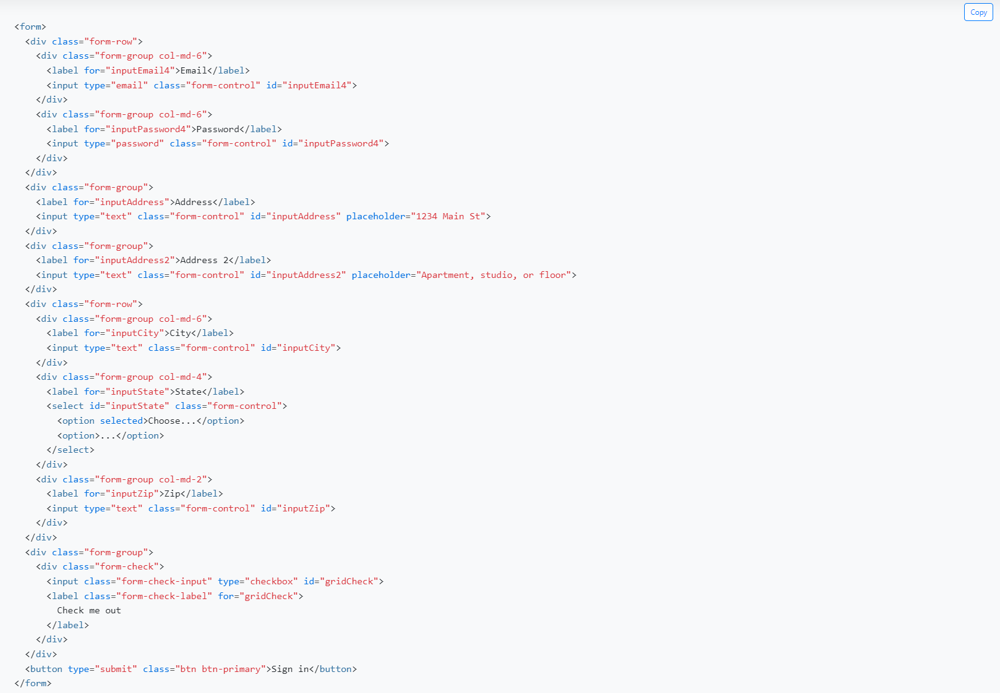 Copy
<form>
  <div class="form-row">
    <div class="form-group col-md-6">
      <label for="inputEmail4">Email</label>
      <input type="email" class="form-control" id="inputEmail4">
    </div>
    <div class="form-group col-md-6">
      <label for="inputPassword4">Password</label>
      <input type="password" class="form-control" id="inputPassword4">
    </div>
  </div>
  <div class="form-group">
    <label for="inputAddress">Address</label>
    <input type="text" class="form-control" id="inputAddress" placeholder="1234 Main St">
  </div>
  <div class="form-group">
    <label for="inputAddress2">Address 2</label>
    <input type="text" class="form-control" id="inputAddress2" placeholder="Apartment, studio, or floor">
  </div>
  <div class="form-row">
    <div class="form-group col-md-6">
      <label for="inputCity">City</label>
      <input type="text" class="form-control" id="inputCity">
    </div>
    <div class="form-group col-md-4">
      <label for="inputState">State</label>
      <select id="inputState" class="form-control">
        <option selected>Choose...</option>
        <option>...</option>
      </select>
    </div>
    <div class="form-group col-md-2">
      <label for="inputZip">Zip</label>
      <input type="text" class="form-control" id="inputZip">
    </div>
  </div>
  <div class="form-group">
    <div class="form-check">
      <input class="form-check-input" type="checkbox" id="gridCheck">
      <label class="form-check-label" for="gridCheck">
        Check me out
      </label>
    </div>
  </div>
  <button type="submit" class="btn btn-primary">Sign in</button>
</form>